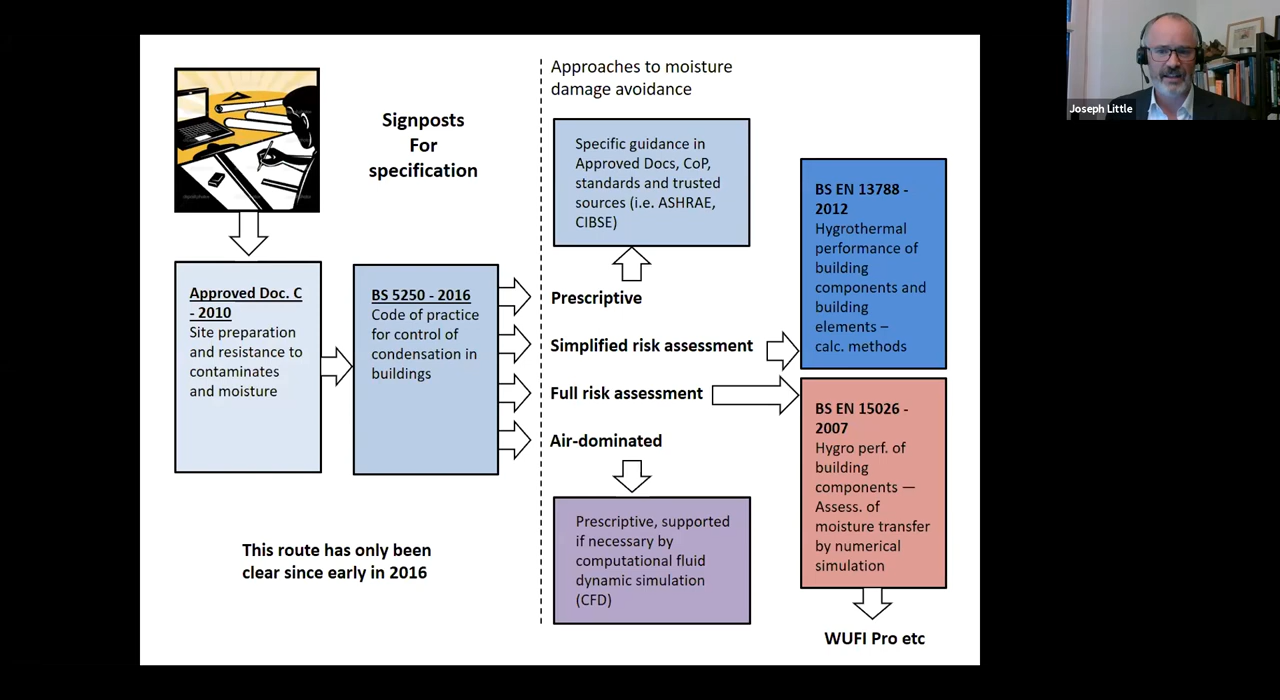 Joseph Little
Signposts
For
specification
Approved Doc. C
- 2010
Site preparation
and resistance to
contaminates
and moisture
BS 5250 - 2016
Code of practice
for control of
condensation in
buildings
This route has only been
clear since early in 2016
Approaches to moisture
damage avoidance
Specific guidance in
Approved Docs, CoP,
standards and trusted
sources (i.e. ASHRAE,
CIBSE)
Prescriptive
Simplified risk assessment
Full risk assessment
Air-dominated
Prescriptive, supported
if necessary by
computational fluid
dynamic simulation
(CFD)
BS EN 13788 -
2012
Hygrothermal
performance of
building
components and
building
elements –
calc. methods
BS EN 15026 -
2007
Hygro perf. of
building
components —
Assess. of
moisture transfer
by numerical
simulation
WUFI Pro etc